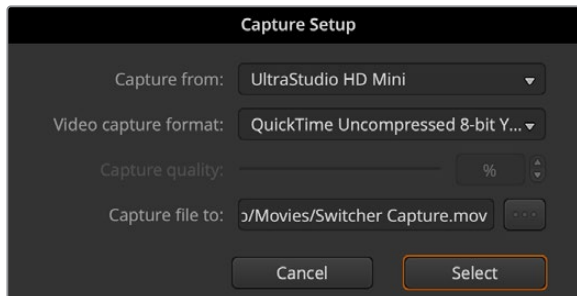 Capture Setup
Capture from: UltraStudio HD Mini
Video capture format: QuickTime Uncompressed 8-bit Y...
Capture quality: %
Capture file to: ɔ/Movies/Switcher Capture.mov ...
Cancel Select